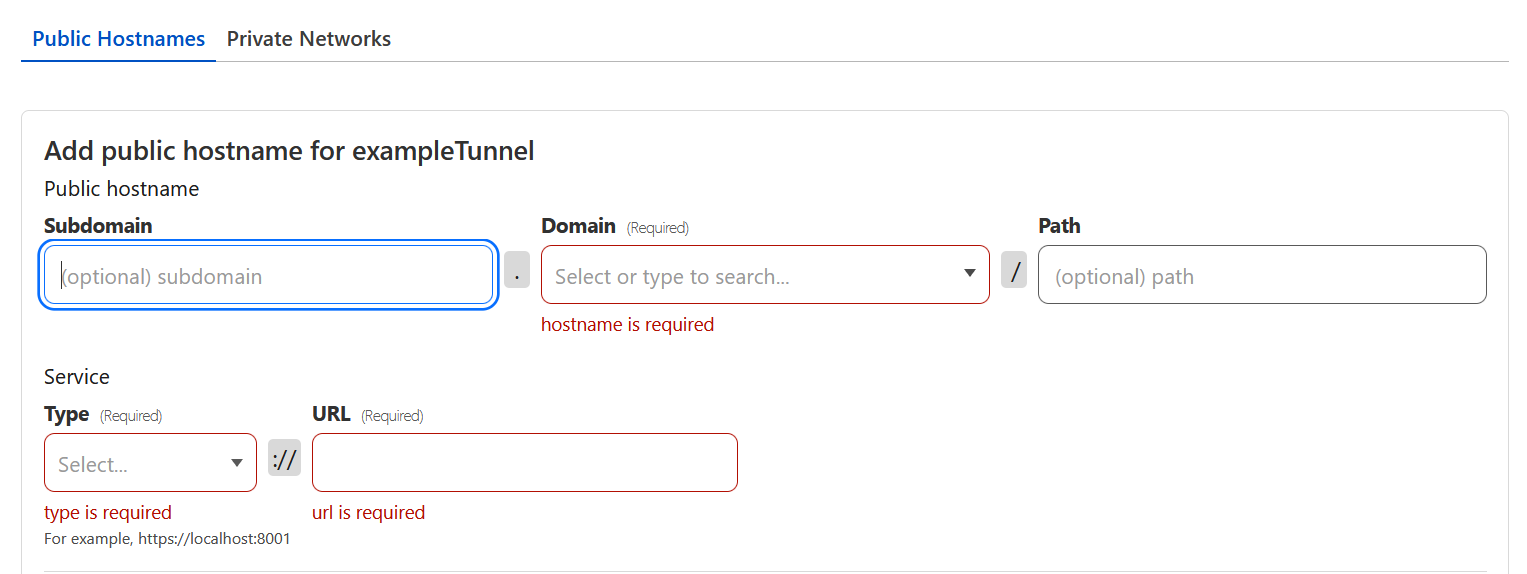 Public Hostnames Private Networks
Add public hostname for exampleTunnel
Public hostname
Subdomain Domain (Required) Path
(optional) subdomain . Select or type to search... / (optional) path
hostname is required
Service
Type (Required) URL (Required)
Select... ://
type is required url is required
For example, https://localhost:8001